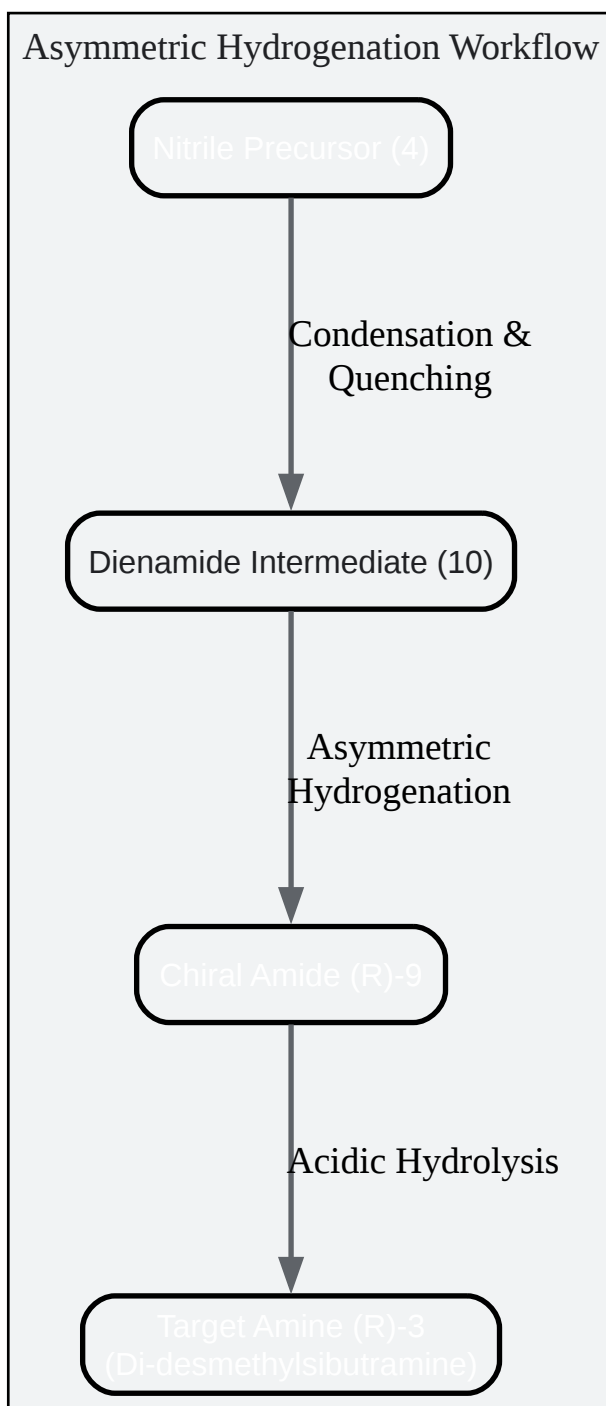 Asymmetric Hydrogenation Workflow
Nitrile Precursor (4)
Condensation &
Quenching
Dienamide Intermediate (10)
Asymmetric
Hydrogenation
Chiral Amide (R)-9
Acidic Hydrolysis
Target Amine (R)-3
(Di-desmethylsibutramine)